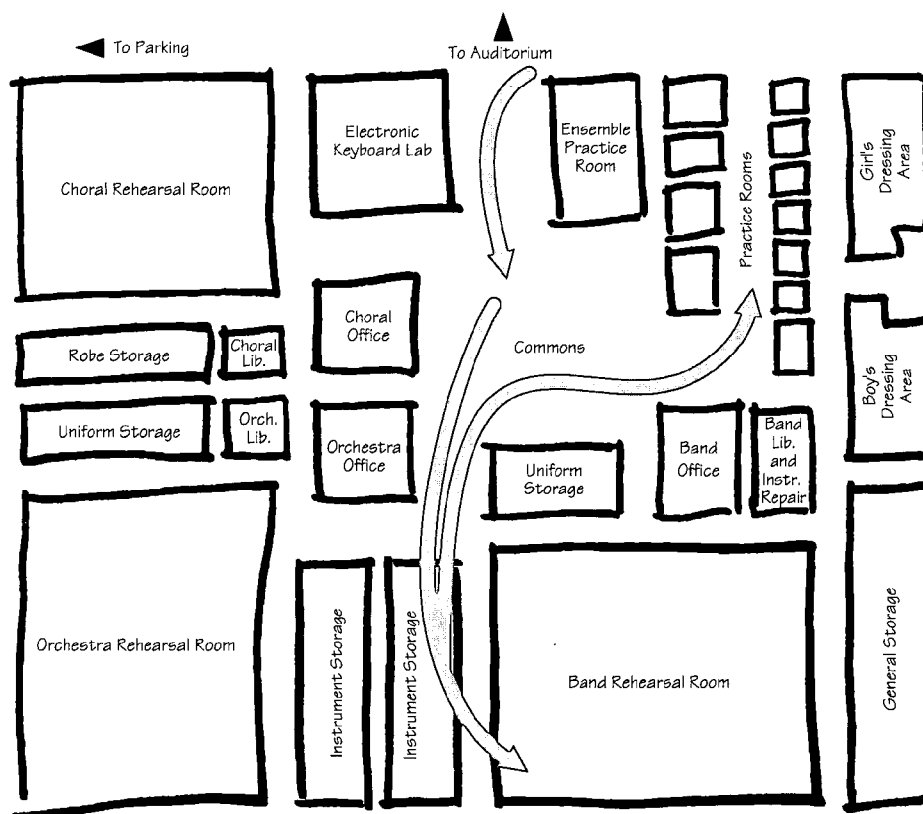 To Parking
To Auditorium
Choral Rehearsal Room
Electronic
Keyboard Lab
Ensemble
Practice
Room
Practice Rooms
Girl's
Dressing
Area
Robe Storage
Choral
Lib.
Choral
Office
Commons
Boy's
Dressing
Area
Uniform Storage
Orch.
Lib.
Orchestra
Office
Uniform
Storage
Band
Office
Band
Lib.
and
Instr.
Repair
Orchestra Rehearsal Room
Instrument Storage
Instrument Storage
Band Rehearsal Room
General Storage